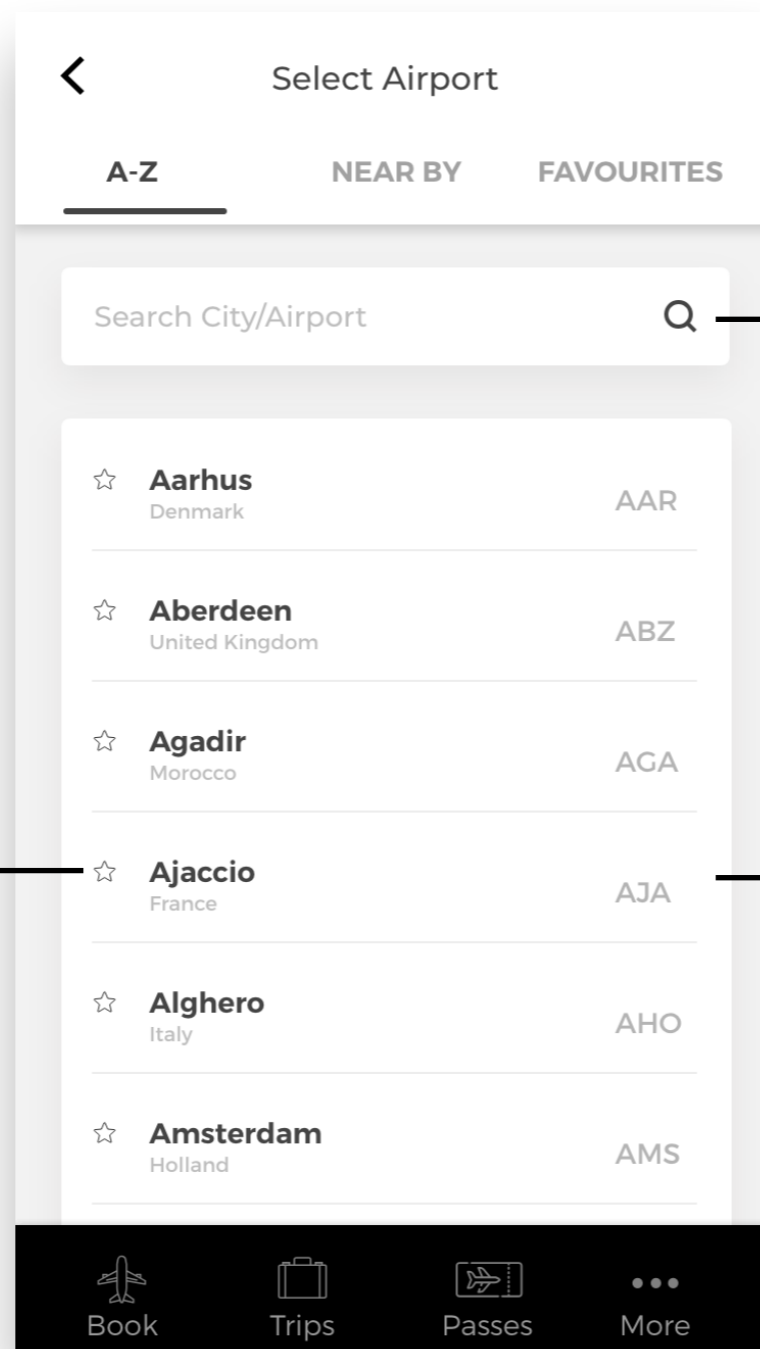 Select Airport
A-Z NEAR BY FAVOURITES
Search City/Airport
Aarhus
Denmark
AAR
Aberdeen
United Kingdom
ABZ
Agadir
Morocco
AGA
Ajaccio
France
AJA
Alghero
Italy
AHO
Amsterdam
Holland
AMS
Book Trips Passes More